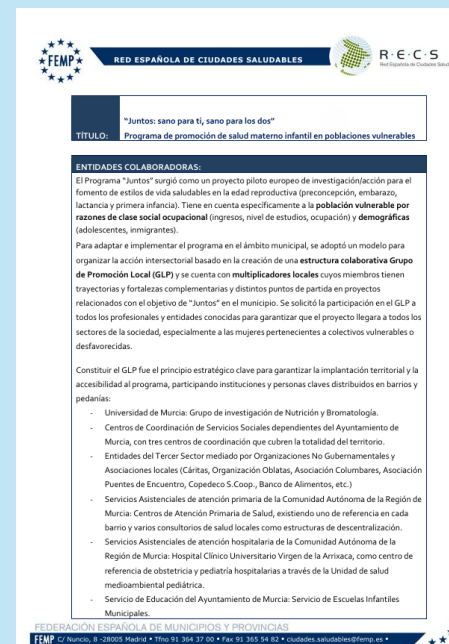 FEMP
RED ESPAÑOLA DE CIUDADES SALUDABLES
R·E·C·S
Red Española de Ciudades Salud
"Juntos: sano para ti, sano para los dos"
TÍTULO: Programa de promoción de salud materno infantil en poblaciones vulnerables
ENTIDADES COLABORADORAS:
El Programa "Juntos" surgió como un proyecto piloto europeo de investigación/acción para el
fomento de estilos de vida saludables en la edad reproductiva (preconcepción, embarazo,
lactancia y primera infancia). Tiene en cuenta específicamente a la población vulnerable por
razones de clase social ocupacional (ingresos, nivel de estudios, ocupación) y demográficas
(adolescentes, inmigrantes).
Para adaptar e implementar el programa en el ámbito municipal, se adoptó un modelo para
organizar la acción intersectorial basado en la creación de una estructura colaborativa Grupo
de Promoción Local (GLP) y se cuenta con multiplicadores locales cuyos miembros tienen
trayectorias y fortalezas complementarias y distintos puntos de partida en proyectos
relacionados con el objetivo de "Juntos" en el municipio. Se solicitó la participación en el GLP a
todos los profesionales y entidades conocidas para garantizar que el proyecto llegara a todos los
sectores de la sociedad, especialmente a las mujeres pertenecientes a colectivos vulnerables o
desfavorecidas.
Constituir el GLP fue el principio estratégico clave para garantizar la implantación territorial y la
accesibilidad al programa, participando instituciones y personas claves distribuidos en barrios y
pedanías:
- Universidad de Murcia: Grupo de investigación de Nutrición y Bromatología.
- Centros de Coordinación de Servicios Sociales dependientes del Ayuntamiento de
Murcia, con tres centros de coordinación que cubren la totalidad del territorio.
- Entidades del Tercer Sector mediado por Organizaciones No Gubernamentales y
Asociaciones locales (Cáritas, Organización Oblatas, Asociación Columbares, Asociación
Puentes de Encuentro, Copedeco S.Coop., Banco de Alimentos, etc.)
- Servicios Asistenciales de atención primaria de la Comunidad Autónoma de la Región de
Murcia: Centros de Atención Primaria de Salud, existiendo uno de referencia en cada
barrio y varios consultorios de salud locales como estructuras de descentralización.
- Servicios Asistenciales de atención hospitalaria de la Comunidad Autónoma de la
Región de Murcia: Hospital Clínico Universitario Virgen de la Arrixaca, como centro de
referencia de obstetricia y pediatría hospitalarias a través de la Unidad de salud
medioambiental pediátrica.
- Servicio de Educación del Ayuntamiento de Murcia: Servicio de Escuelas Infantiles
Municipales.
FEDERACIÓN ESPAÑOLA DE MUNICIPIOS Y PROVINCIAS
FEMP C/ Nuncio, 8 -28005 Madrid • Tfno 91 364 37 00 • Fax 91 365 54 82 • ciudades.saludables@femp.es •